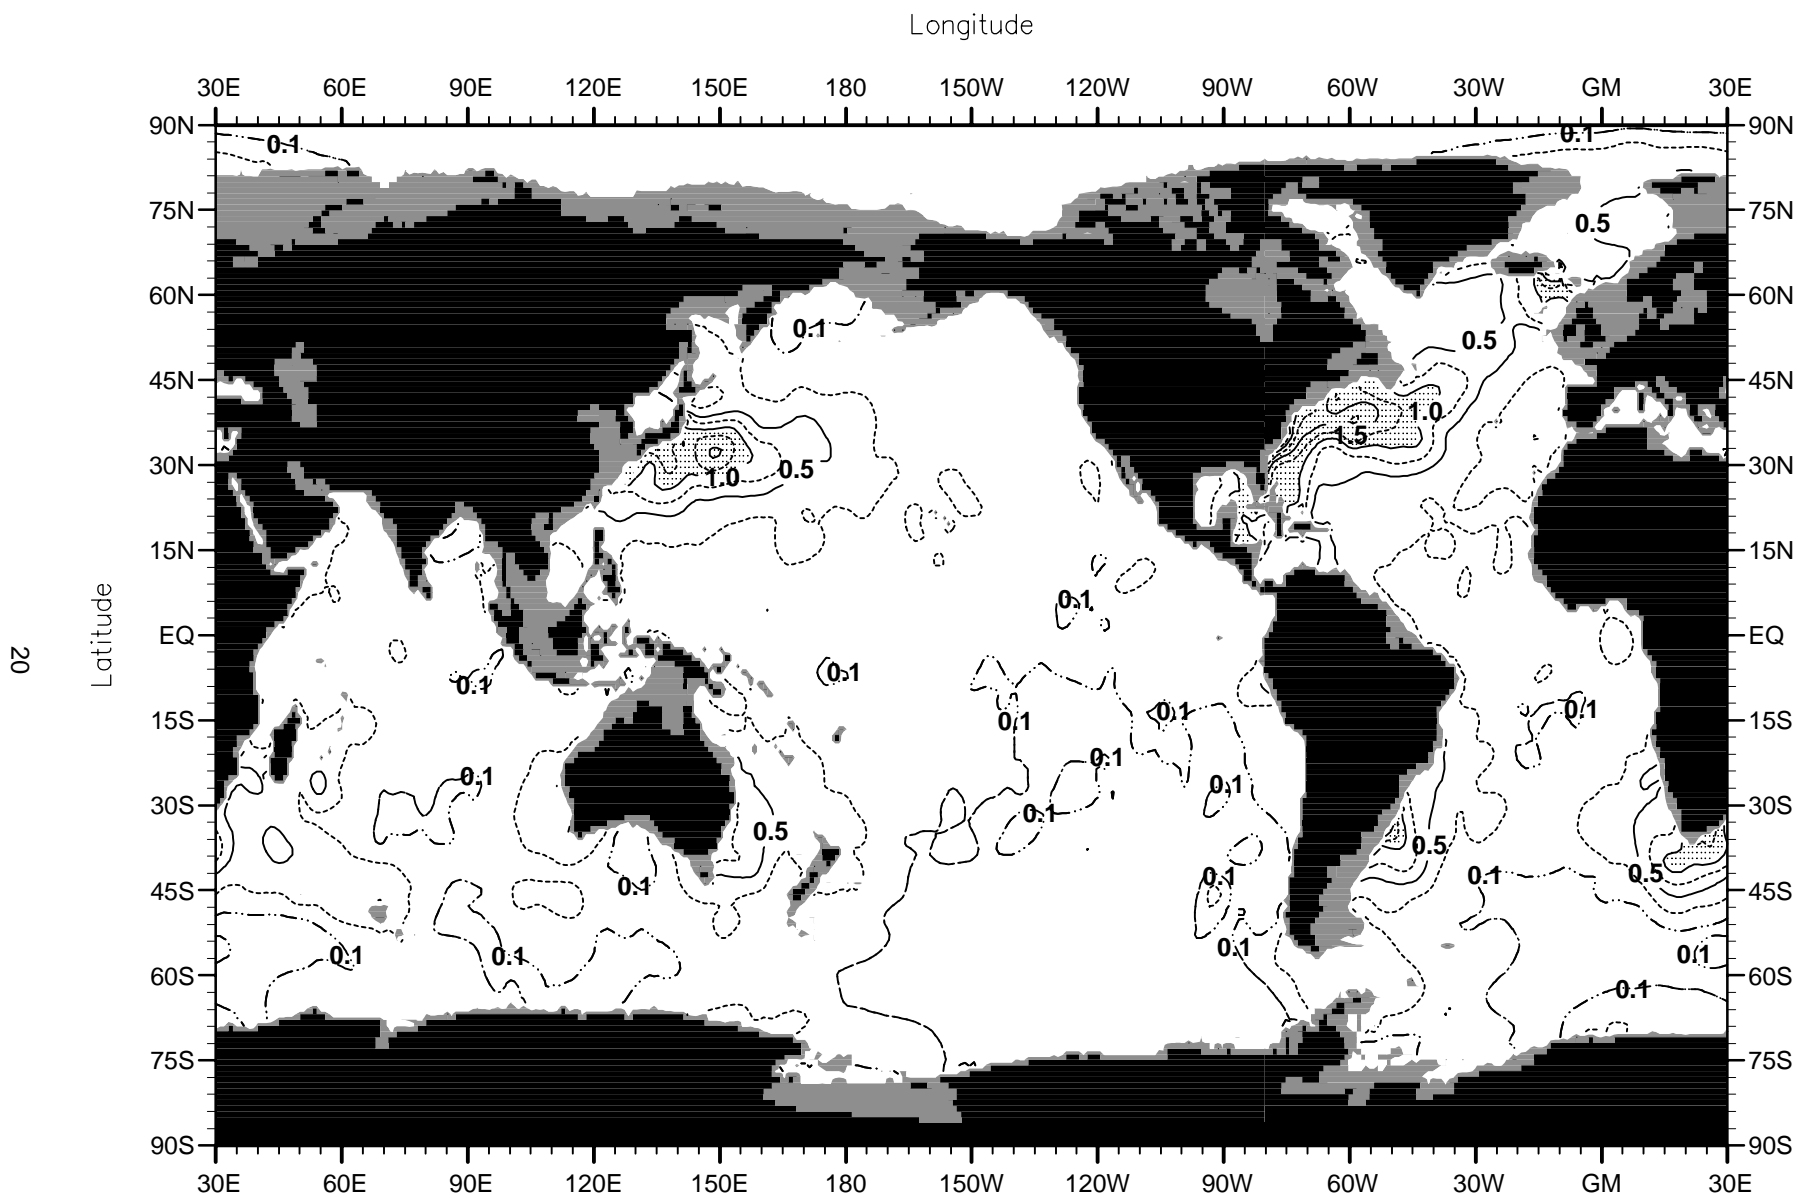 Longitude
30E 60E 90E 120E 150E 180 150W 120W 90W 60W 30W GM 30E
90N 90N
0.1 0.1
75N 75N
0.5
60N 60N
0.1
0.5
45N 45N
1.0
1.5
30N 30N
0.5
1.0
15N 15N
0.1
EQ EQ
Latitude
20
0.1
0.1
15S 15S
0.1 0.1 0.1
0.1
0.1 0.1
30S 30S
0.1
0.5 0.5
0.1 0.1 0.1 0.5
45S 45S
0.1 0.1 0.1 0.1
60S 60S
0.1
75S 75S
90S 90S
30E 60E 90E 120E 150E 180 150W 120W 90W 60W 30W GM 30E